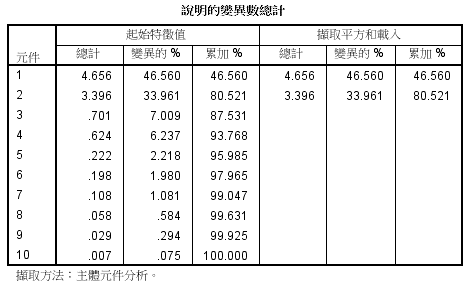 說明的變異數總計
起始特徵值 擷取平方和載入
元件 總計 變異的 % 累加 % 總計 變異的 % 累加 %
1 4.656 46.560 46.560 4.656 46.560 46.560
2 3.396 33.961 80.521 3.396 33.961 80.521
3 .701 7.009 87.531
4 .624 6.237 93.768
5 .222 2.218 95.985
6 .198 1.980 97.965
7 .108 1.081 99.047
8 .058 .584 99.631
9 .029 .294 99.925
10 .007 .075 100.000
擷取方法：主體元件分析。